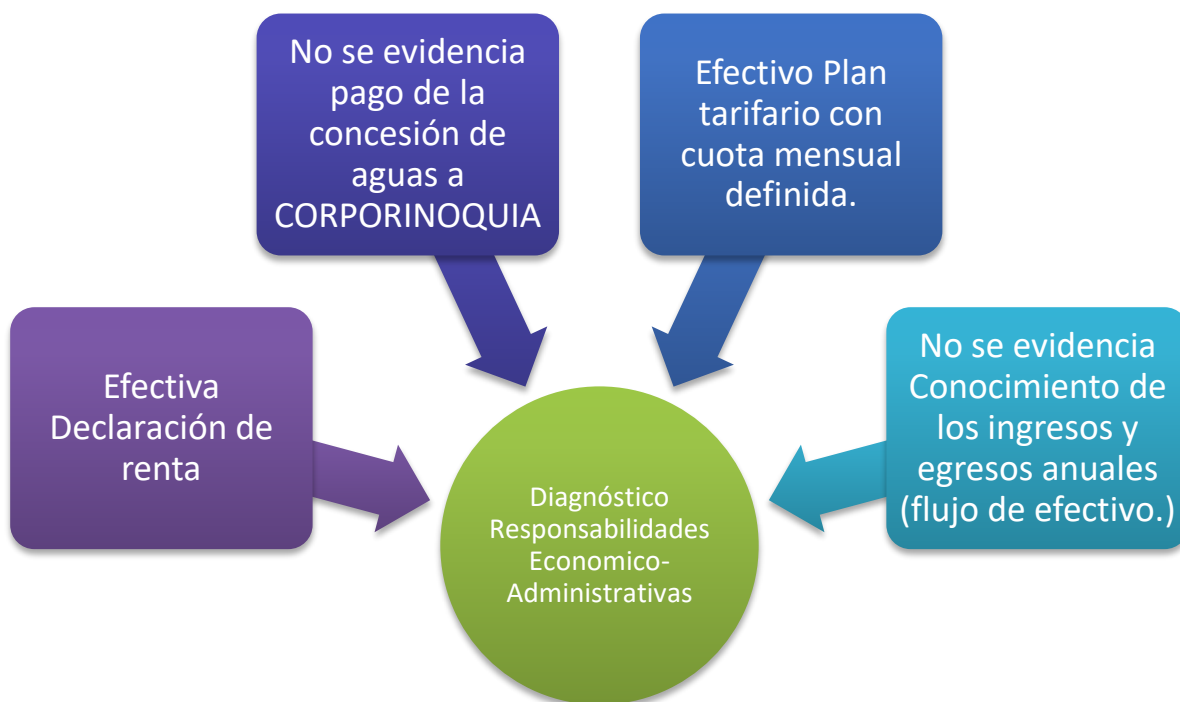 No se evidencia
pago de la
concesión de
aguas a
CORPORINOQUIA
Efectivo Plan
tarifario con
cuota mensual
definida.
Efectiva
Declaración de
renta
No se evidencia
Conocimiento de
los ingresos y
egresos anuales
(flujo de efectivo.)
Diagnóstico
Responsabilidades
Economico-
Administrativas